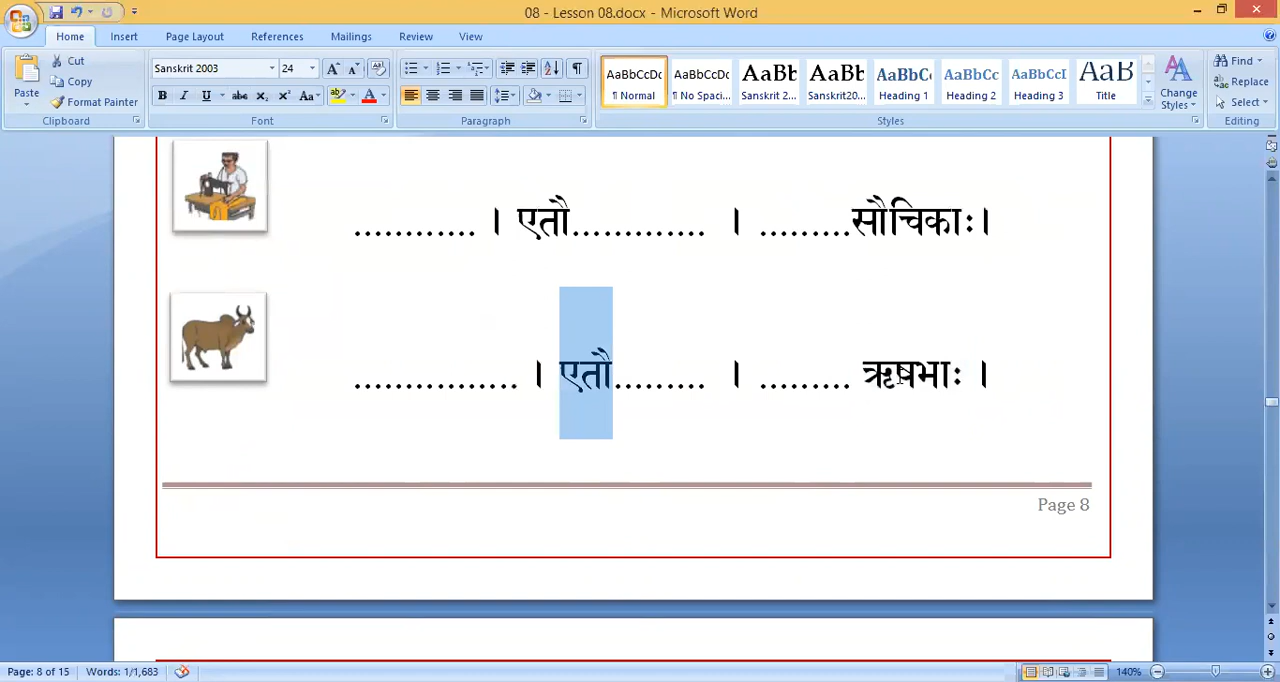 08 - Lesson 08.docx - Microsoft Word
Home Insert Page Layout References Mailings Review View
Paste Cut Copy Format Painter
Clipboard
Sanskrit 2003 24
Font
Paragraph
AaBbCcDc AaBbCcDc AaBbC AaBbC AaBbC AaBbCc AaBbCcI AaB
¶ Normal ¶ No Spaci... Sanskrit 2... Sanskrit20... Heading 1 Heading 2 Heading 3 Title
Change Styles
Styles
Find Replace Select
Editing
............ । एतौ............. । .........सौचिकाः।
................ । एतौ......... । ......... ऋषभाः ।
Page 8
Page: 8 of 15 Words: 1/1,683 140%